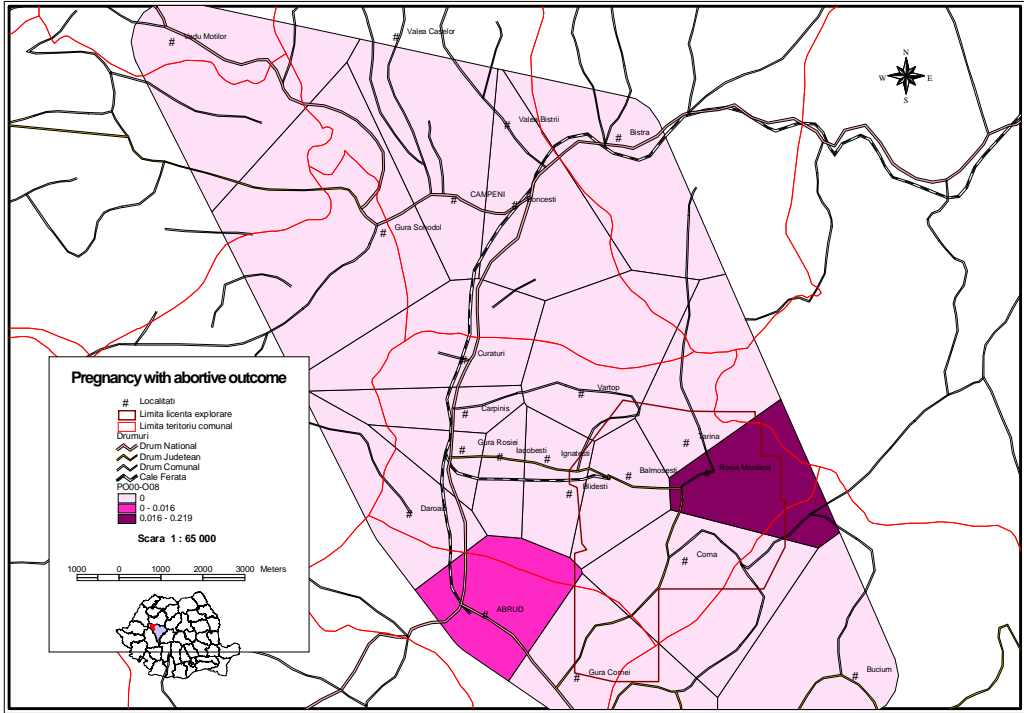 Vadu Motilor
Valea Caselor
N
W E
S
Valea Bistrii
Bistra
CAMPENI
Boncesti
Gura Sohodol
Curaturi
Vartop
Carpinis
Gura Rosiei
Iacobesti
Ignatesti
Tarina
Balmosesti
Rosia Montana
Blidesti
Daroaia
Corna
ABRUD
Gura Cornei
Bucium
Pregnancy with abortive outcome
# Localitati
Limita licenta explorare
Limita teritoriu comunal
Drumuri
Drum National
Drum Judetean
Drum Comunal
Cale Ferata
PO00-O08
0
0 - 0.016
0.016 - 0.219
Scara 1 : 65 000
1000 0 1000 2000 3000 Meters